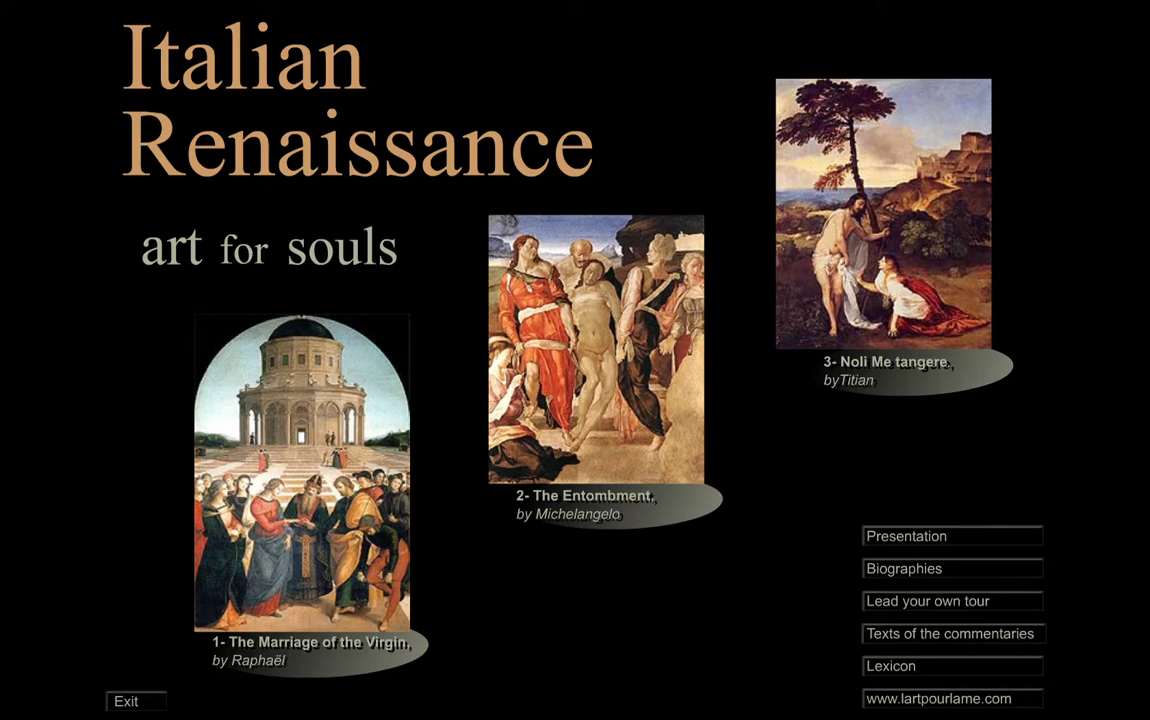 Italian
Renaissance
art for souls
3- Noli Me tangere,
byTitian
2- The Entombment,
by Michelangelo
1- The Marriage of the Virgin,
by Raphaël
Presentation
Biographies
Lead your own tour
Texts of the commentaries
Lexicon
www.lartpourlame.com
Exit